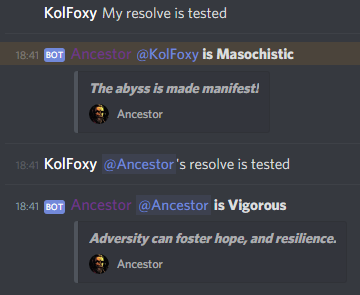 KolFoxy My resolve is tested
18:41 BOT Ancestor @KolFoxy is Masochistic
The abyss is made manifest!
Ancestor
18:41 KolFoxy @Ancestor's resolve is tested
18:41 BOT Ancestor @Ancestor is Vigorous
Adversity can foster hope, and resilience.
Ancestor